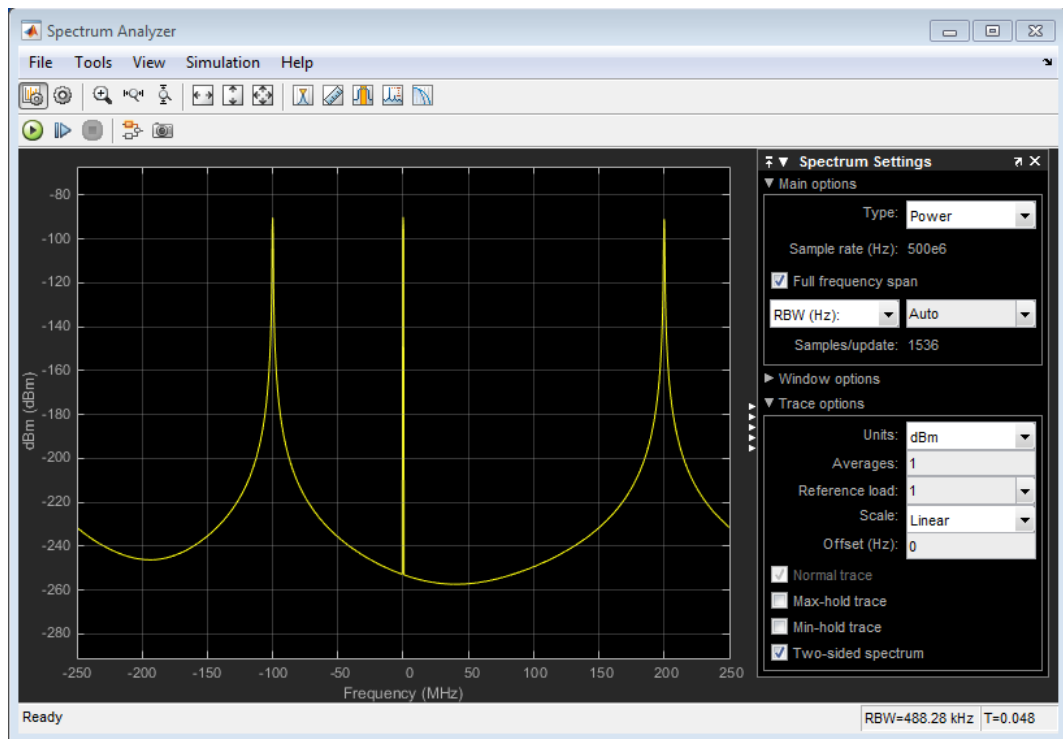 Spectrum Analyzer
File Tools View Simulation Help
Spectrum Settings
Main options
Type: Power
Sample rate (Hz): 500e6
Full frequency span
RBW (Hz): Auto
Samples/update: 1536
Window options
Trace options
Units: dBm
Averages: 1
Reference load: 1
Scale: Linear
Offset (Hz): 0
Normal trace
Max-hold trace
Min-hold trace
Two-sided spectrum
dBm (dBm)
-80
-100
-120
-140
-160
-180
-200
-220
-240
-260
-280
-250 -200 -150 -100 -50 0 50 100 150 200 250
Frequency (MHz)
Ready RBW=488.28 kHz T=0.048